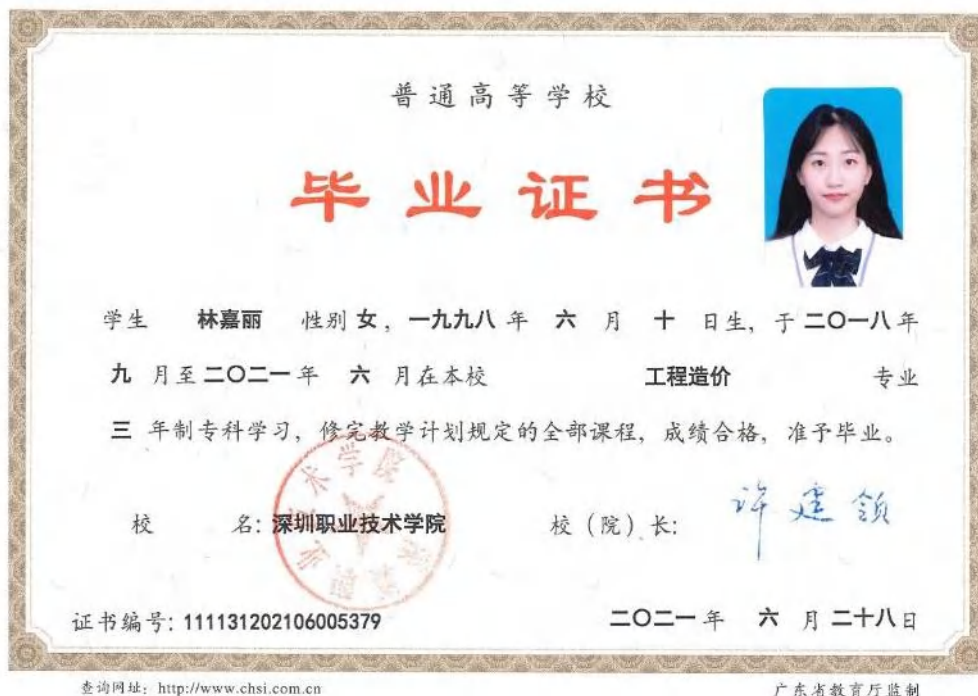 普通高等学校
毕业证书
学生 林嘉丽 性别 女，一九九八 年 六 月 十 日生，于 二〇一八 年
九 月至 二〇二一 年 六 月在本校 工程造价 专业
三 年制专科学习，修完教学计划规定的全部课程，成绩合格，准予毕业。
校 名: 深圳职业技术学院 校（院）长: 许建领
证书编号: 111131202106005379 二〇二一 年 六 月 二十八 日
查询网址: http://www.chsi.com.cn 广东省教育厅监制